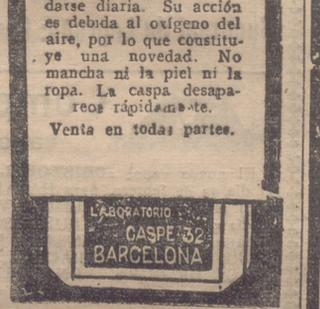 darse diaria. Su acción
es debida al oxígeno del
aire, por lo que constitu-
ye una novedad. No
mancha ni la piel ni la
ropa. La caspa desapa-
rece rápidamente.
Venta en todas partes.
LABORATORIO
CASPE 32
BARCELONA